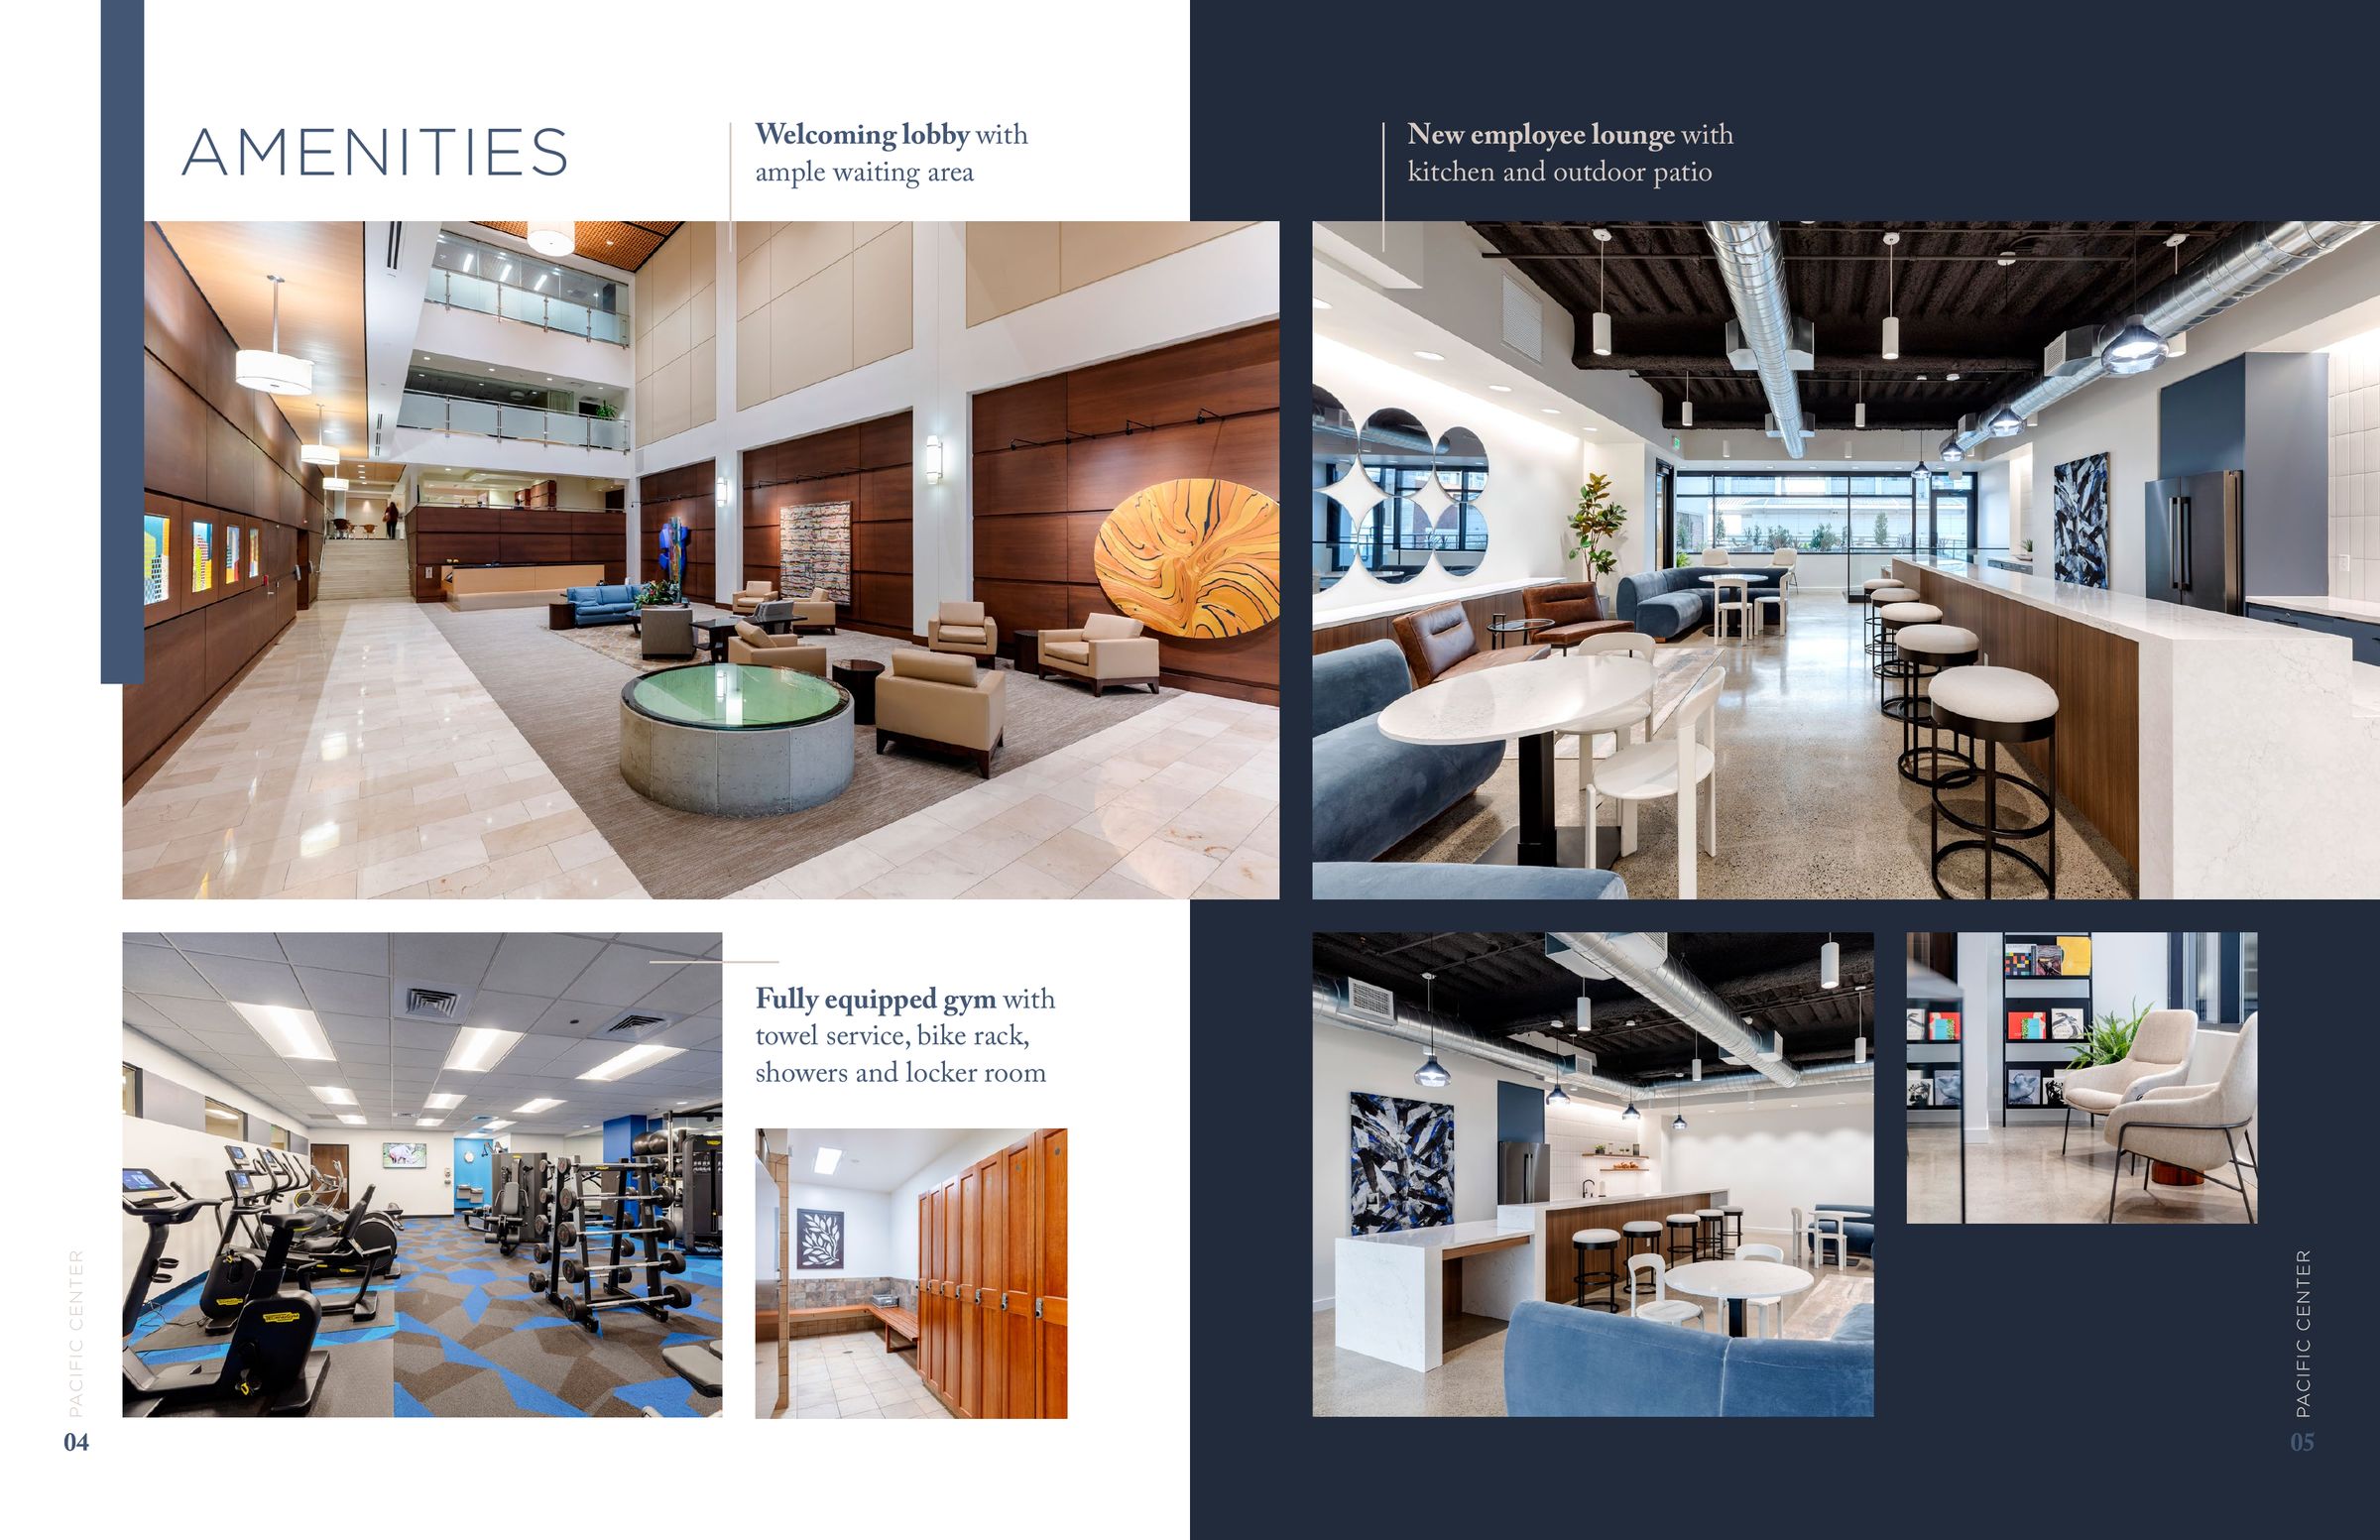 AMENITIES
Welcoming lobby with
ample waiting area
Fully equipped gym with
towel service, bike rack,
showers and locker room
PACIFIC CENTER
04
New employee lounge with
kitchen and outdoor patio
PACIFIC CENTER
05